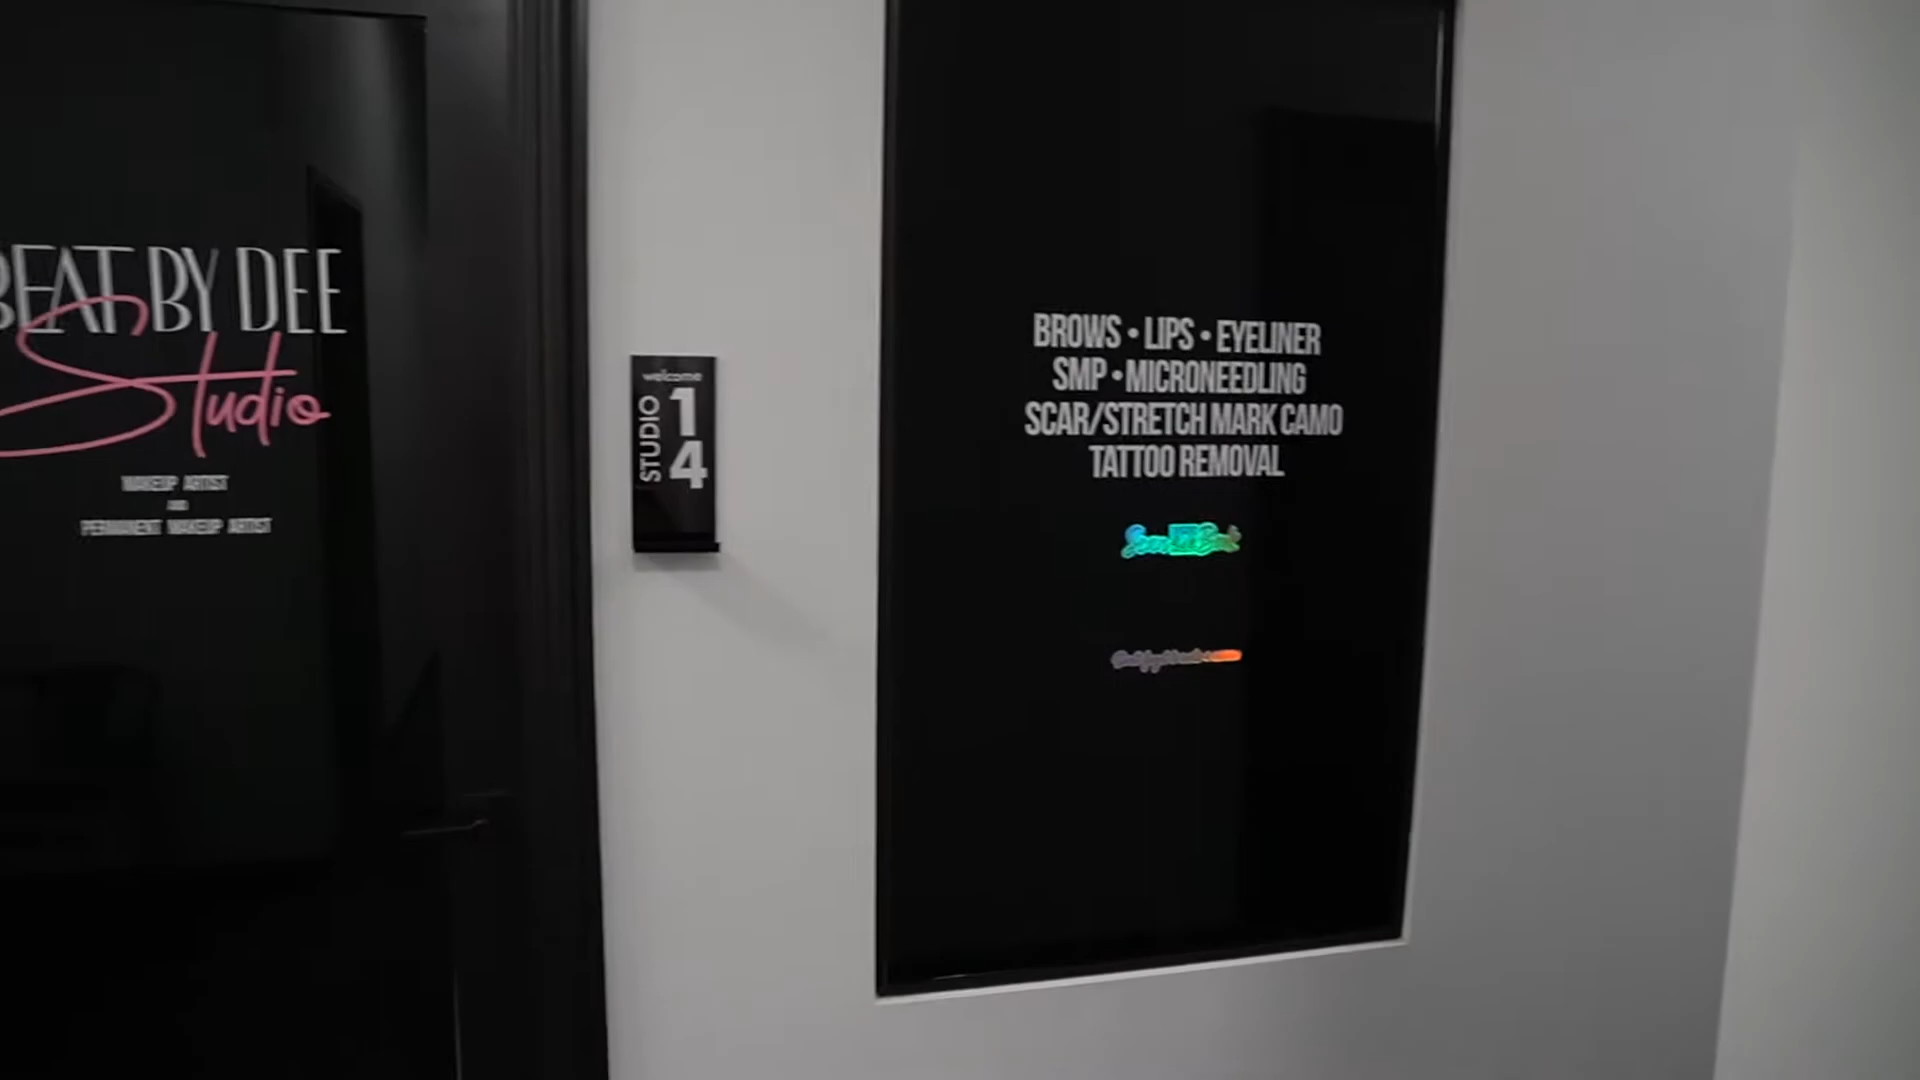 BEAT BY DEE
Studio
MAKEUP ARTIST
AND
PERMANENT MAKEUP ARTIST
welcome
STUDIO
14
BROWS • LIPS • EYELINER
SMP • MICRONEEDLING
SCAR/STRETCH MARK CAMO
TATTOO REMOVAL